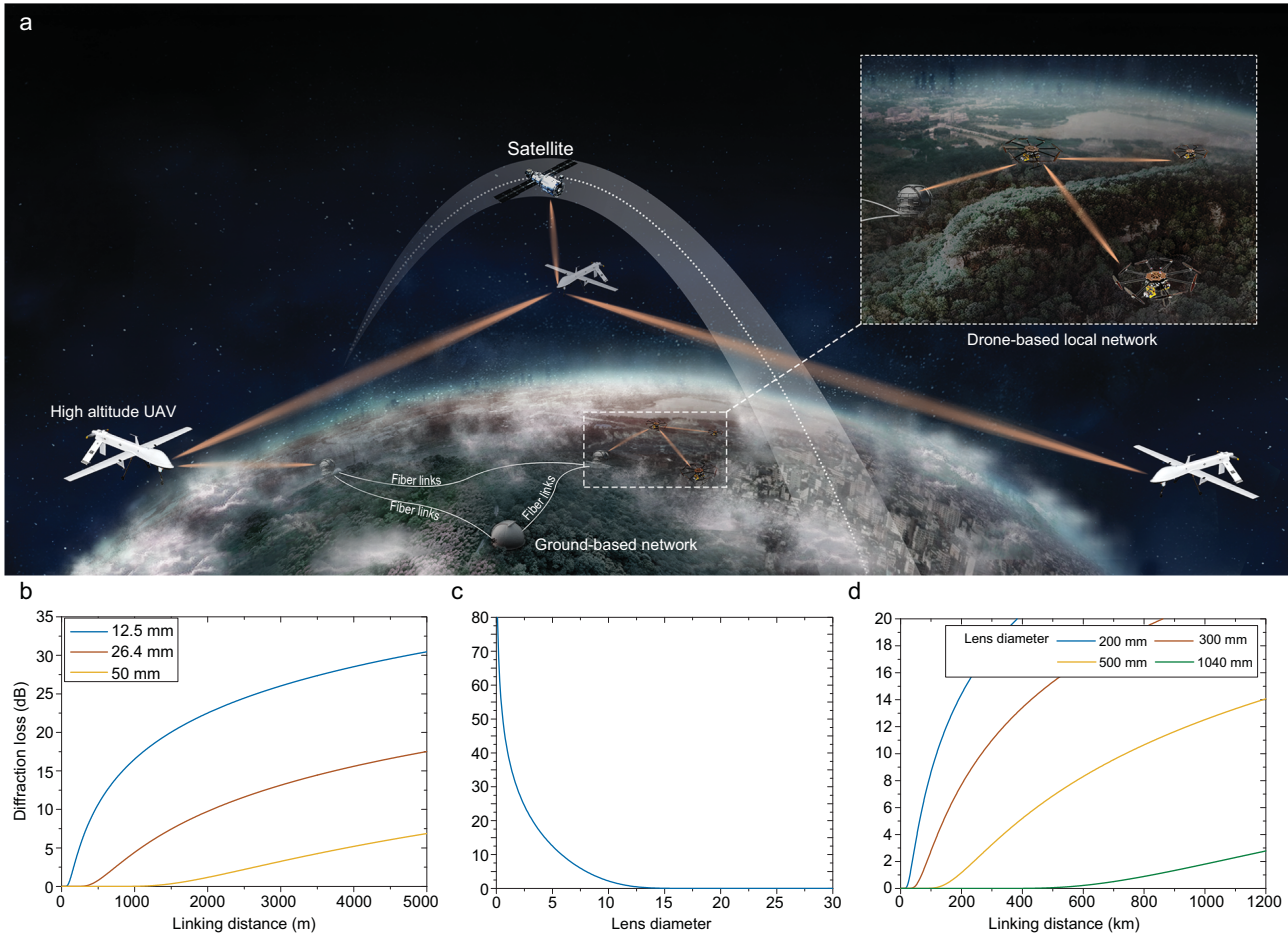 a
Satellite
High altitude UAV
Fiber links
Fiber links
Fiber links
Ground-based network
Drone-based local network
b
35
30
25
20
15
10
5
0
Diffraction loss (dB)
12.5 mm
26.4 mm
50 mm
0 1000 2000 3000 4000 5000
Linking distance (m)
c
80
70
60
50
40
30
20
10
0
0 5 10 15 20 25 30
Lens diameter
d
20
18
16
14
12
10
8
6
4
2
0
Lens diameter
200 mm 300 mm
500 mm 1040 mm
0 200 400 600 800 1000 1200
Linking distance (km)